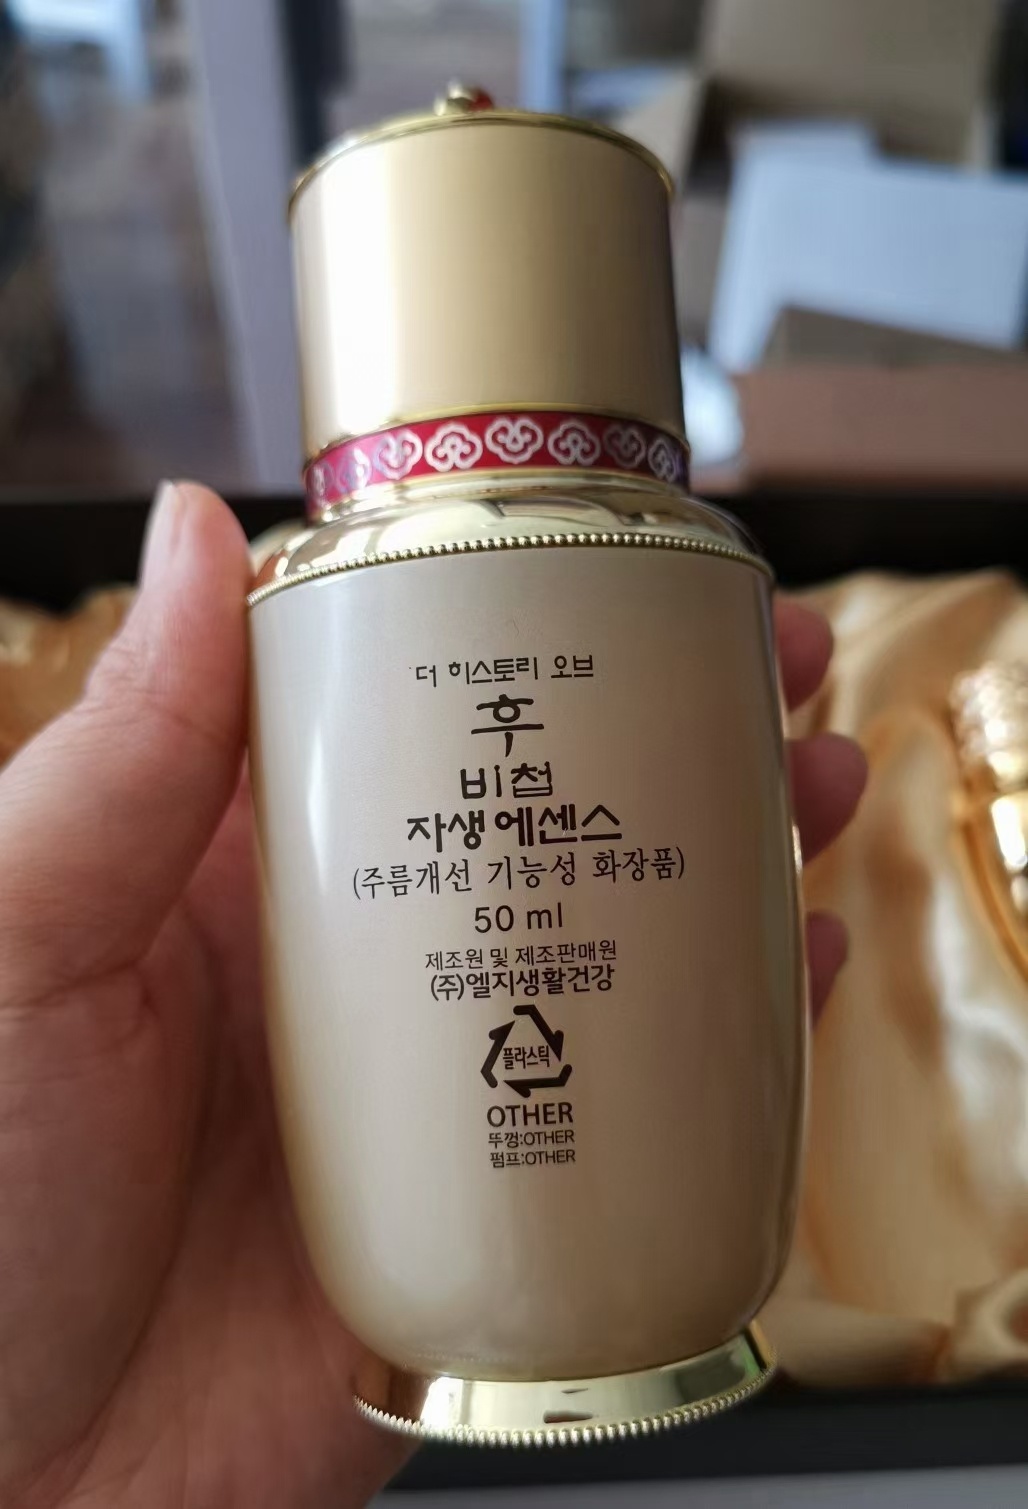 더 히스토리 오브
후
비첩
자생에센스
(주름개선 기능성 화장품)
50 ml
제조원 및 제조판매원
(주)엘지생활건강
플라스틱
OTHER
뚜껑:OTHER
펌프:OTHER